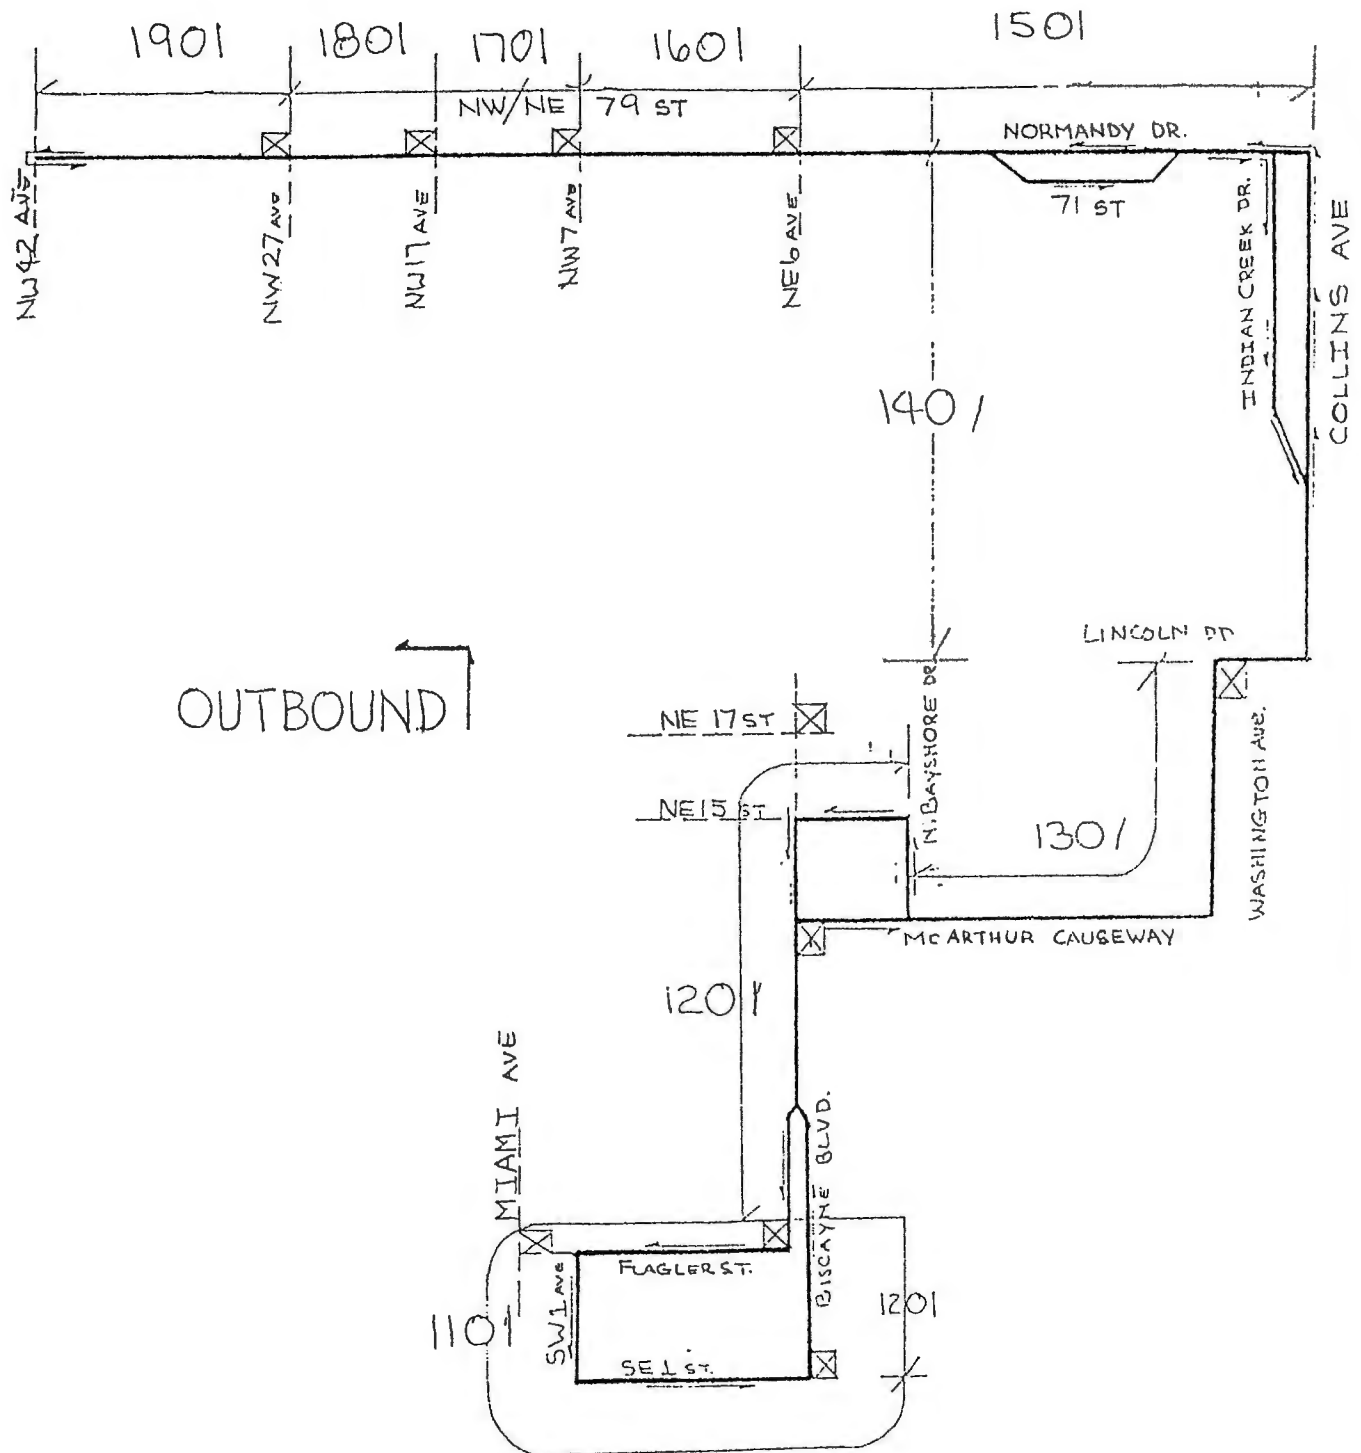 1901 1801 1701 1601 1501
NW/NE 79 ST
NORMANDY DR.
71 ST
NW 42 AVE
NW 27 AVE
NW 17 AVE
NW 7 AVE
NE 6 AVE
INDIAN CREEK DR.
COLLINS AVE
1401
LINCOLN
OUTBOUND
NE 17 ST
N. BAYSHORE DR
WASHINGTON Ave.
NE 15 ST
1301
McARTHUR CAUSEWAY
1201
MIAMI AVE
BISCAYNE BLVD.
FLAGLER ST.
1101
SW 1 AVE
1201
SE 1 ST.